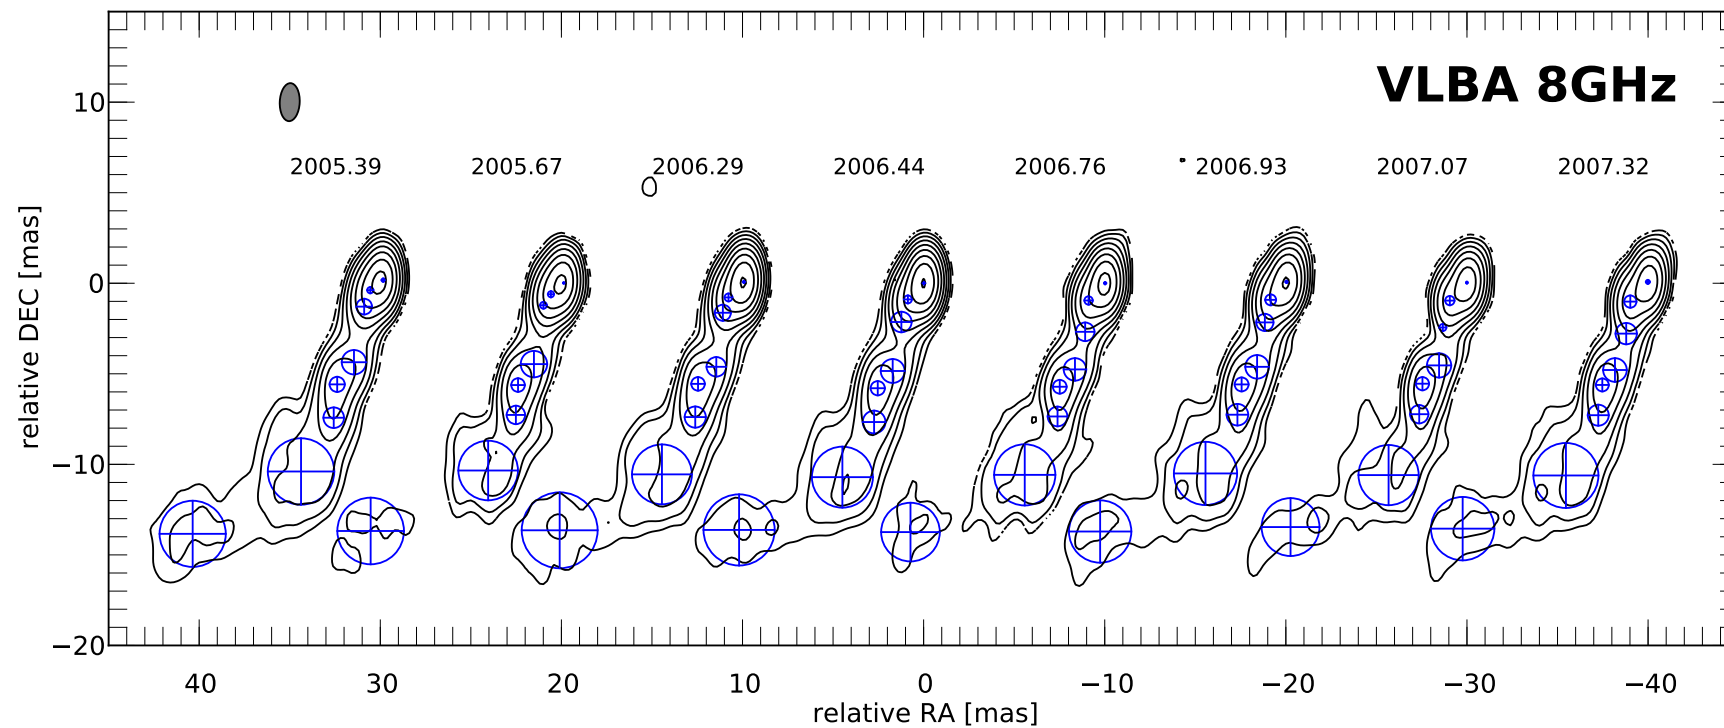 VLBA 8GHz
10
2005.39 2005.67 2006.29 2006.44 2006.76 2006.93 2007.07 2007.32
0
−10
−20
relative DEC [mas]
40 30 20 10 0 −10 −20 −30 −40
relative RA [mas]